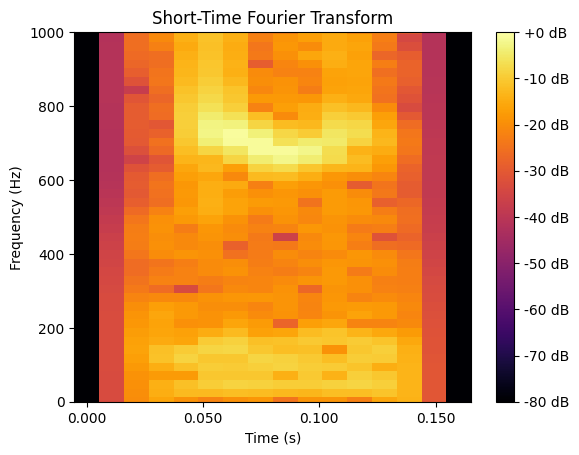 Short-Time Fourier Transform
1000
800
600
400
200
0
Frequency (Hz)
0.000
0.050
0.100
0.150
Time (s)
+0 dB
-10 dB
-20 dB
-30 dB
-40 dB
-50 dB
-60 dB
-70 dB
-80 dB